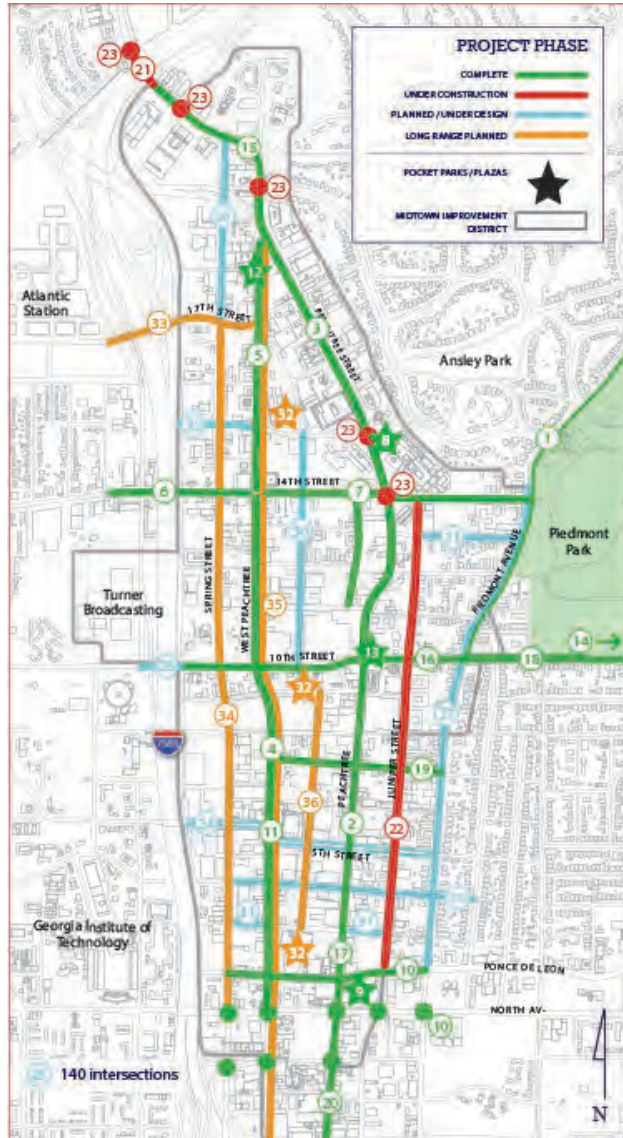 PROJECT PHASE
COMPLETE
UNDER CONSTRUCTION
PLANNED / UNDER DESIGN
LONG RANGE PLANNED
POCKET PARKS / PLAZAS
MIDTOWN IMPROVEMENT
DISTRICT
23
21
23
15
23
12
Atlantic
Station
33
17TH STREET
3
PEACHTREE STREET
Ansley Park
5
32
23
8
1
6
14TH STREET
7
23
Piedmont
Park
PIEDMONT AVENUE
Turner
Broadcasting
SPRING STREET
WEST PEACHTREE
35
10TH STREET
13
16
18
14
32
34
4
19
PEACHTREE
JUNIPER STREET
36
11
2
22
5TH STREET
Georgia Institute of
Technology
32
17
10
PONCE DE LEON
9
NORTH AV-
10
140 intersections
20
N